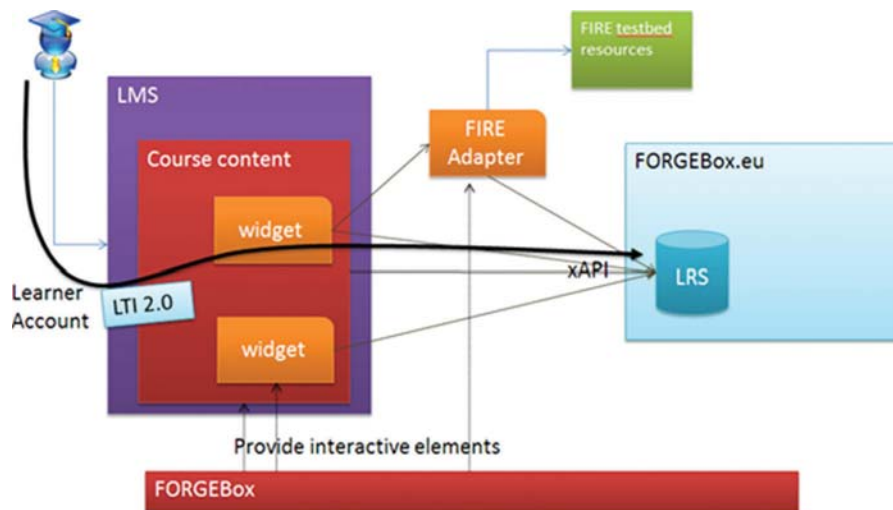 FIRE testbed
resources
LMS
FIRE
Adapter
Course content
FORGEBox.eu
widget
xAPI
LRS
Learner
Account
LTI 2.0
widget
Provide interactive elements
FORGEBox